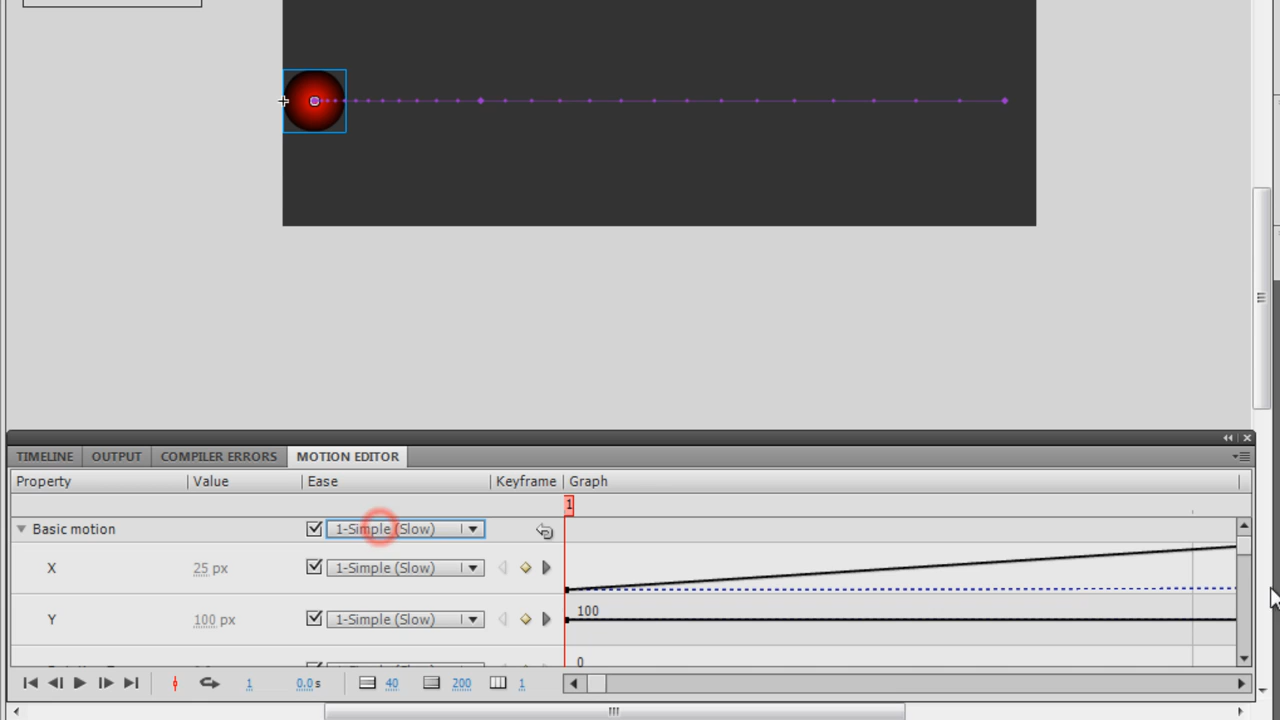 TIMELINE OUTPUT COMPILER ERRORS MOTION EDITOR
Property Value Ease Keyframe Graph
1
Basic motion 1-Simple (Slow)
X 25 px 1-Simple (Slow)
100
Y 100 px 1-Simple (Slow)
0
1 0.0 s 40 200 1